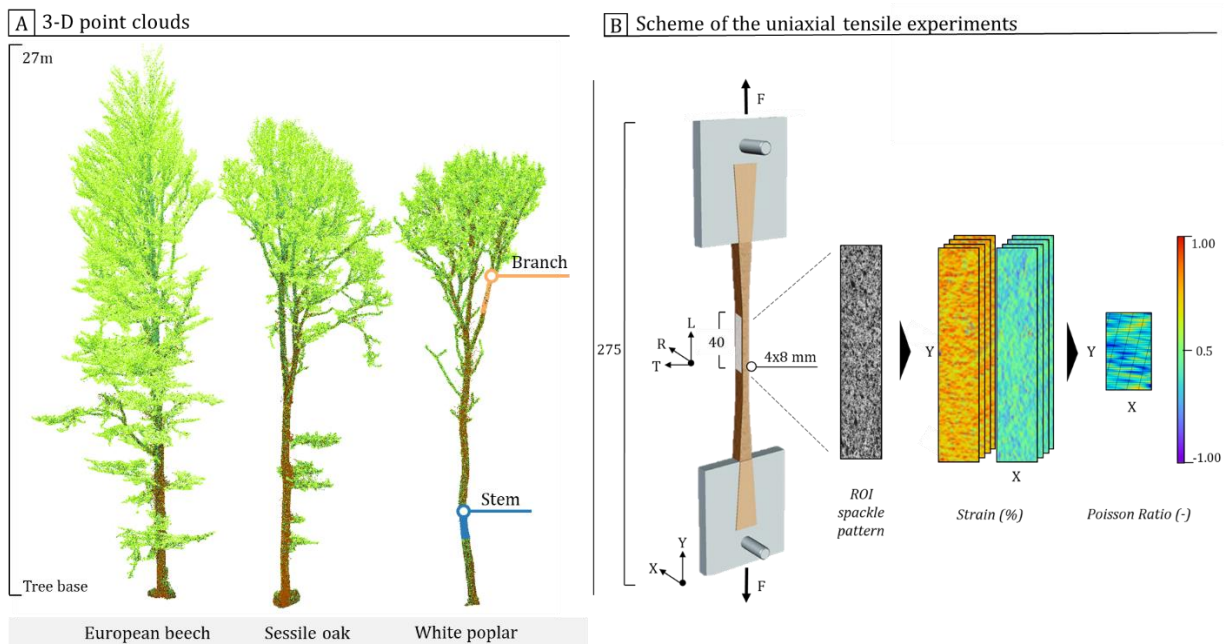 A 3-D point clouds
27m
Branch
Stem
Tree base
European beech
Sessile oak
White poplar
B Scheme of the uniaxial tensile experiments
F
275
L
R
T
40
4x8 mm
Y
X
F
ROI
spackle
pattern
Y
X
Strain (%)
Y
X
Poisson Ratio (-)
1.00
0.5
-1.00